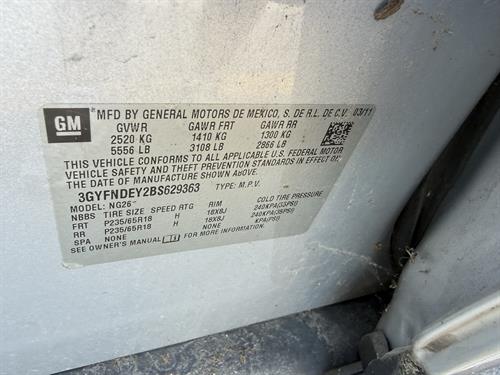 GM
MFD BY GENERAL MOTORS DE MEXICO, S. DE R.L. DE C.V. 03/11
GVWR GAWR FRT GAWR RR
2520 KG 1410 KG 1300 KG
5556 LB 3108 LB 2866 LB
THIS VEHICLE CONFORMS TO ALL APPLICABLE U.S. FEDERAL MOTOR
VEHICLE SAFETY AND THEFT PREVENTION STANDARDS IN EFFECT ON
THE DATE OF MANUFACTURE SHOWN ABOVE.
3GYFNDEY2BS629363 TYPE: M.P.V.
MODEL: NG26 COLD TIRE PRESSURE
NBBS TIRE SIZE SPEED RTG RIM
FRT P235/65R18 H 18X8J 240KPA(35PSI)
RR P235/65R18 H 18X8J 240KPA(35PSI)
SPA NONE NONE KPA(PSI)
SEE OWNER'S MANUAL